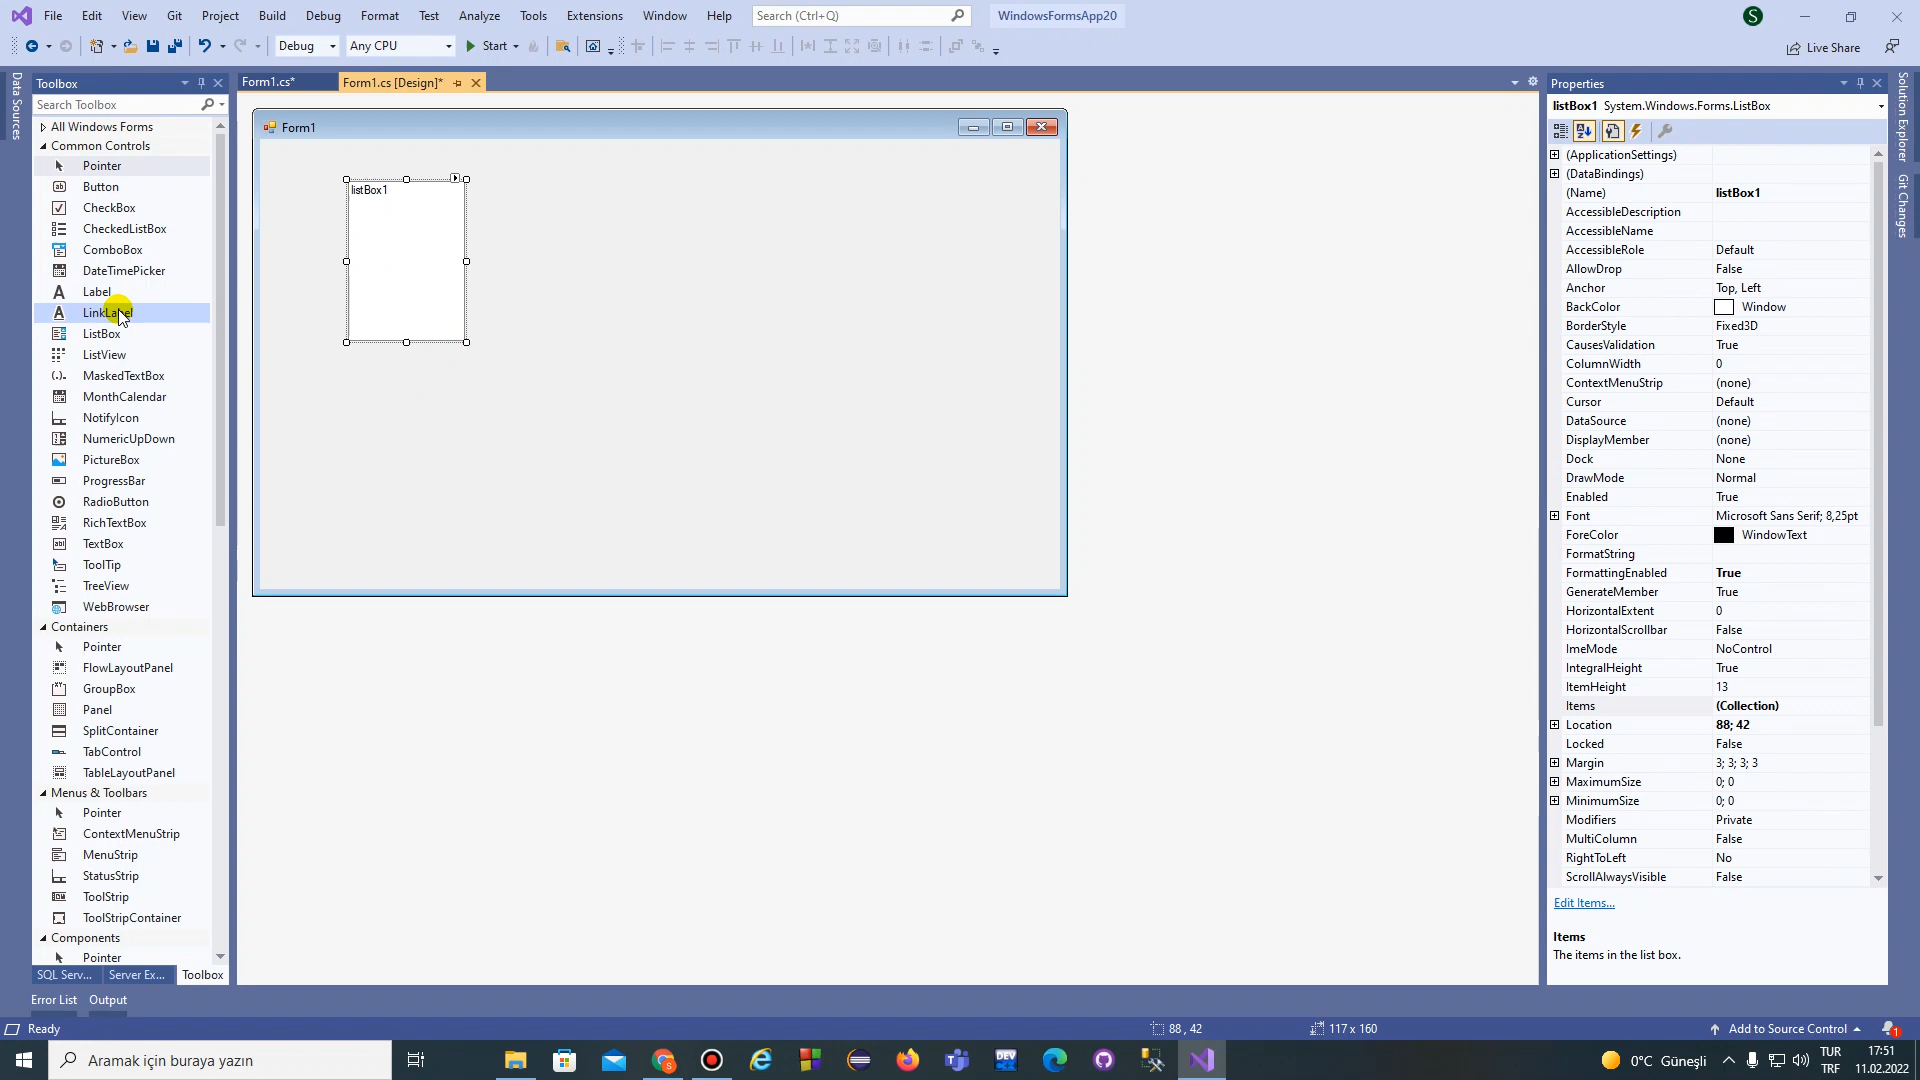 File Edit View Git Project Build Debug Format Test Analyze Tools Extensions Window Help Search (Ctrl+Q) WindowsFormsApp20 S
Debug Any CPU Start Live Share
Data Sources
Toolbox
Search Toolbox
All Windows Forms
Common Controls
Pointer
Button
CheckBox
CheckedListBox
ComboBox
DateTimePicker
Label
LinkLabel
ListBox
ListView
MaskedTextBox
MonthCalendar
NotifyIcon
NumericUpDown
PictureBox
ProgressBar
RadioButton
RichTextBox
TextBox
ToolTip
TreeView
WebBrowser
Containers
Pointer
FlowLayoutPanel
GroupBox
Panel
SplitContainer
TabControl
TableLayoutPanel
Menus & Toolbars
Pointer
ContextMenuStrip
MenuStrip
StatusStrip
ToolStrip
ToolStripContainer
Components
Pointer
SQL Serv... Server Ex... Toolbox
Form1.cs* Form1.cs [Design]*
Form1
listBox1
Properties
listBox1 System.Windows.Forms.ListBox
(ApplicationSettings)
(DataBindings)
(Name) listBox1
AccessibleDescription
AccessibleName
AccessibleRole Default
AllowDrop False
Anchor Top, Left
BackColor Window
BorderStyle Fixed3D
CausesValidation True
ColumnWidth 0
ContextMenuStrip (none)
Cursor Default
DataSource (none)
DisplayMember (none)
Dock None
DrawMode Normal
Enabled True
Font Microsoft Sans Serif; 8,25pt
ForeColor WindowText
FormatString
FormattingEnabled True
GenerateMember True
HorizontalExtent 0
HorizontalScrollbar False
ImeMode NoControl
IntegralHeight True
ItemHeight 13
Items (Collection)
Location 88; 42
Locked False
Margin 3; 3; 3; 3
MaximumSize 0; 0
MinimumSize 0; 0
Modifiers Private
MultiColumn False
RightToLeft No
ScrollAlwaysVisible False
Edit Items...
Items
The items in the list box.
Solution Explorer
Git Changes
Error List Output
Ready 88 , 42 117 x 160 Add to Source Control 1
Aramak için buraya yazın DEV 0°C Güneşli TUR 17:51
TRF 11.02.2022